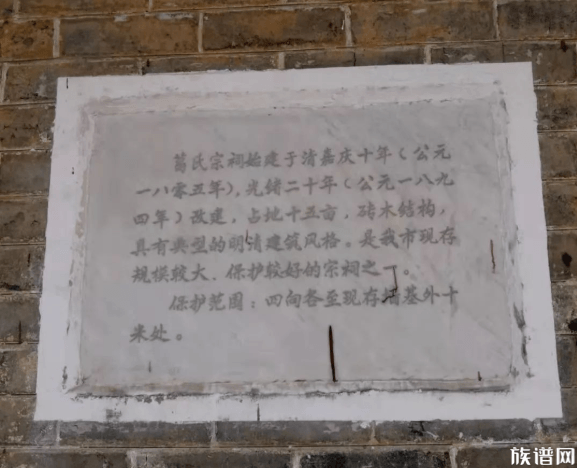 葛氏宗祠始建于清嘉庆十年(公元
一八零五年),光绪二十年(公元一八九
四年)改建,占地十五亩,砖木结构,
具有典型的明清建筑风格。是我市现存
规模较大、保护较好的宗祠之一。
保护范围:四向各至现存墙基外十
米处。
族谱网